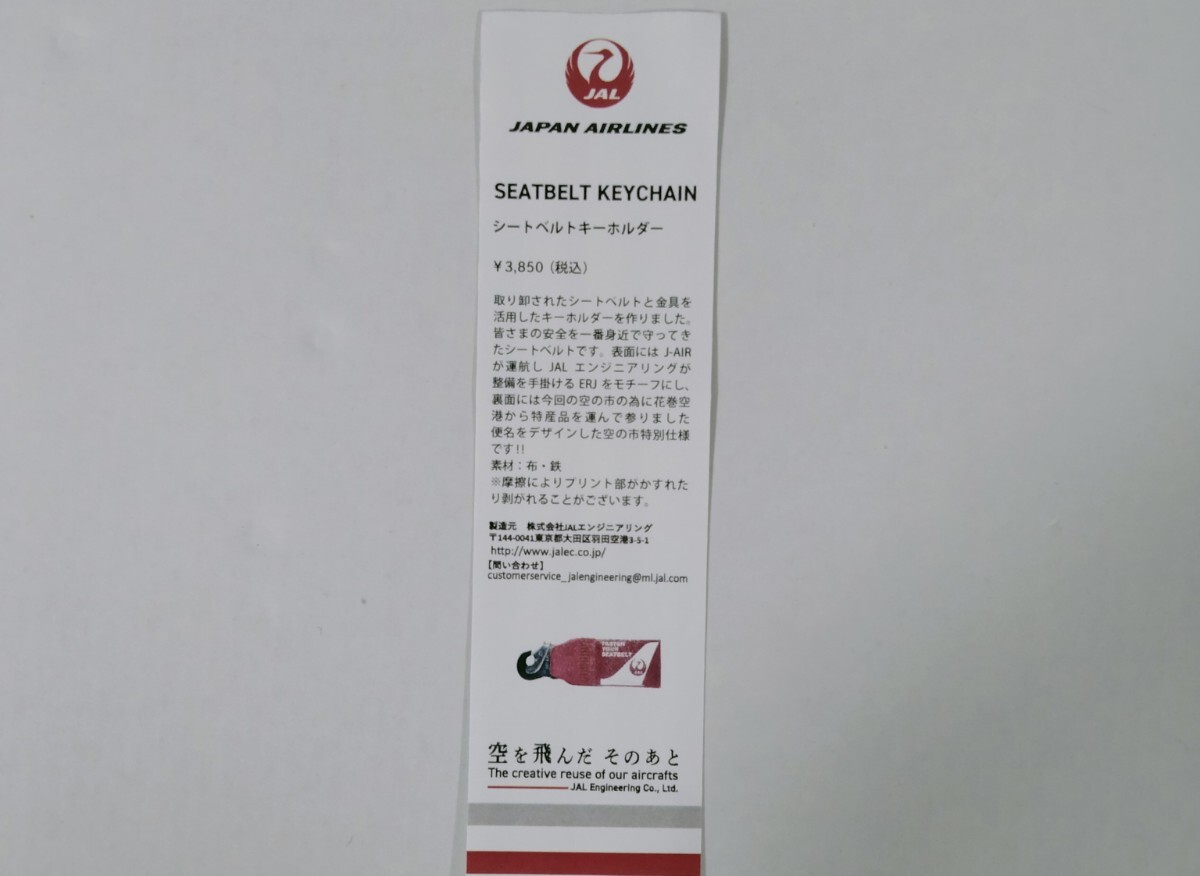 JAL
JAPAN AIRLINES
SEATBELT KEYCHAIN
シートベルトキーホルダー
￥3,850（税込）
取り卸されたシートベルトと金具を
活用したキーホルダーを作りました。
皆さまの安全を一番身近で守ってき
たシートベルトです。表面には J-AIR
が運航し JAL エンジニアリングが
整備を手掛ける ERJ をモチーフにし、
裏面には今回の空の市の為に花巻空
港から特産品を運んで参りました
便名をデザインした空の市特別仕様
です!!
素材：布・鉄
※摩擦によりプリント部がかすれた
り剥がれることがございます。
製造元　株式会社JALエンジニアリング
〒144-0041東京都大田区羽田空港3-5-1
http://www.jalec.co.jp/
【問い合わせ】
customerservice_jalengineering@ml.jal.com
FASTEN
YOUR
SEATBELT
空を飛んだ そのあと
The creative reuse of our aircrafts
JAL Engineering Co., Ltd.